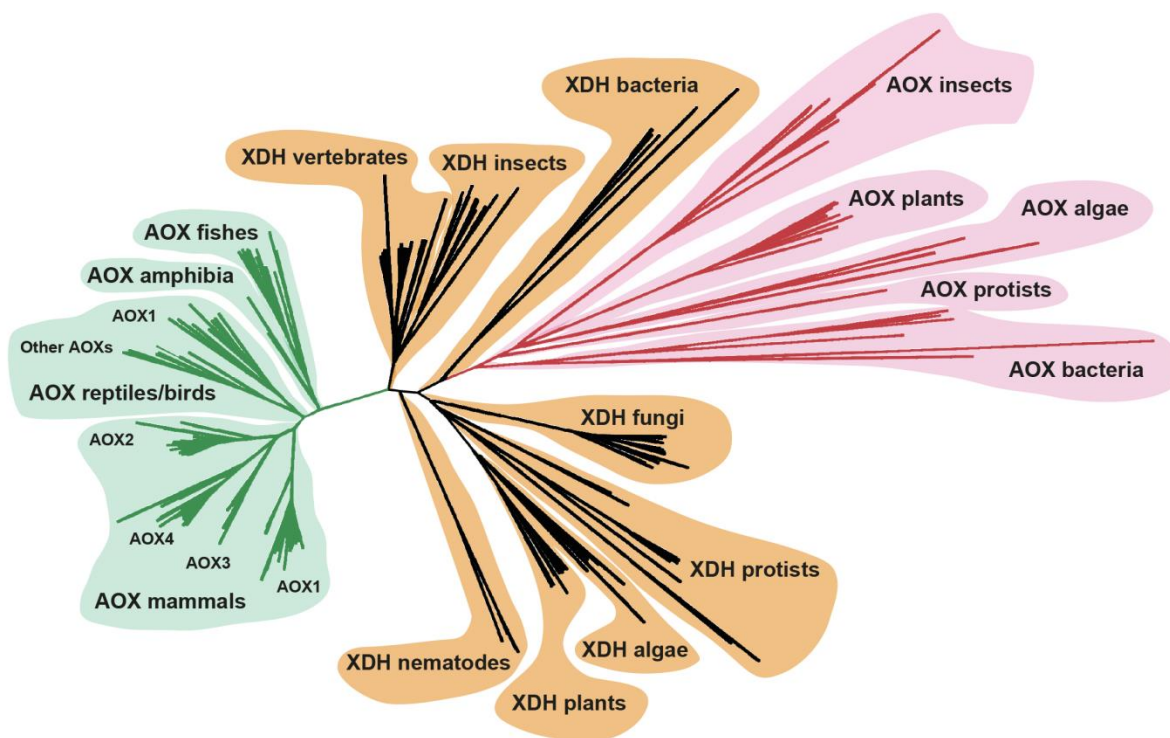 XDH bacteria
AOX insects
XDH vertebrates
XDH insects
AOX plants
AOX algae
AOX fishes
AOX amphibia
AOX protists
AOX1
Other AOXs
AOX reptiles/birds
AOX bacteria
XDH fungi
AOX2
AOX4
AOX3
AOX1
AOX mammals
XDH protists
XDH algae
XDH nematodes
XDH plants